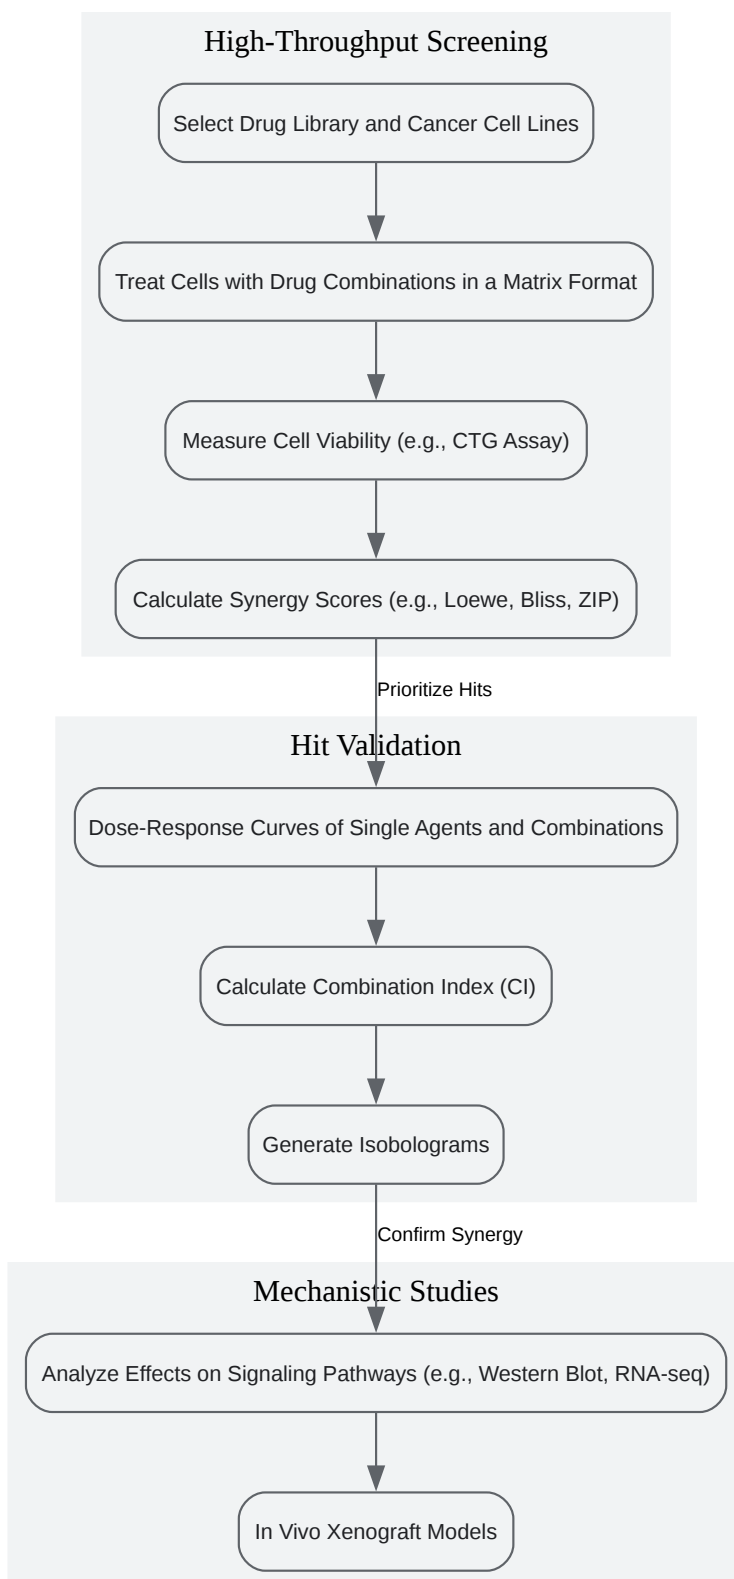 High-Throughput Screening
Select Drug Library and Cancer Cell Lines
Treat Cells with Drug Combinations in a Matrix Format
Measure Cell Viability (e.g., CTG Assay)
Calculate Synergy Scores (e.g., Loewe, Bliss, ZIP)
Prioritize Hits
Hit Validation
Dose-Response Curves of Single Agents and Combinations
Calculate Combination Index (CI)
Generate Isobolograms
Confirm Synergy
Mechanistic Studies
Analyze Effects on Signaling Pathways (e.g., Western Blot, RNA-seq)
In Vivo Xenograft Models